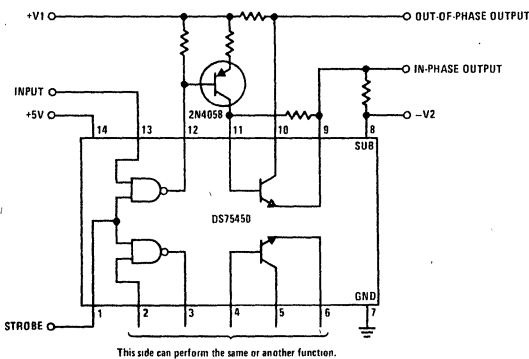 +V1
OUT-OF-PHASE OUTPUT
IN-PHASE OUTPUT
INPUT
2N4058
+5V
-V2
14 13 12 11 10 9 8
SUB
DS75450
GND
1 2 3 4 5 6 7
STROBE
This side can perform the same or another function.